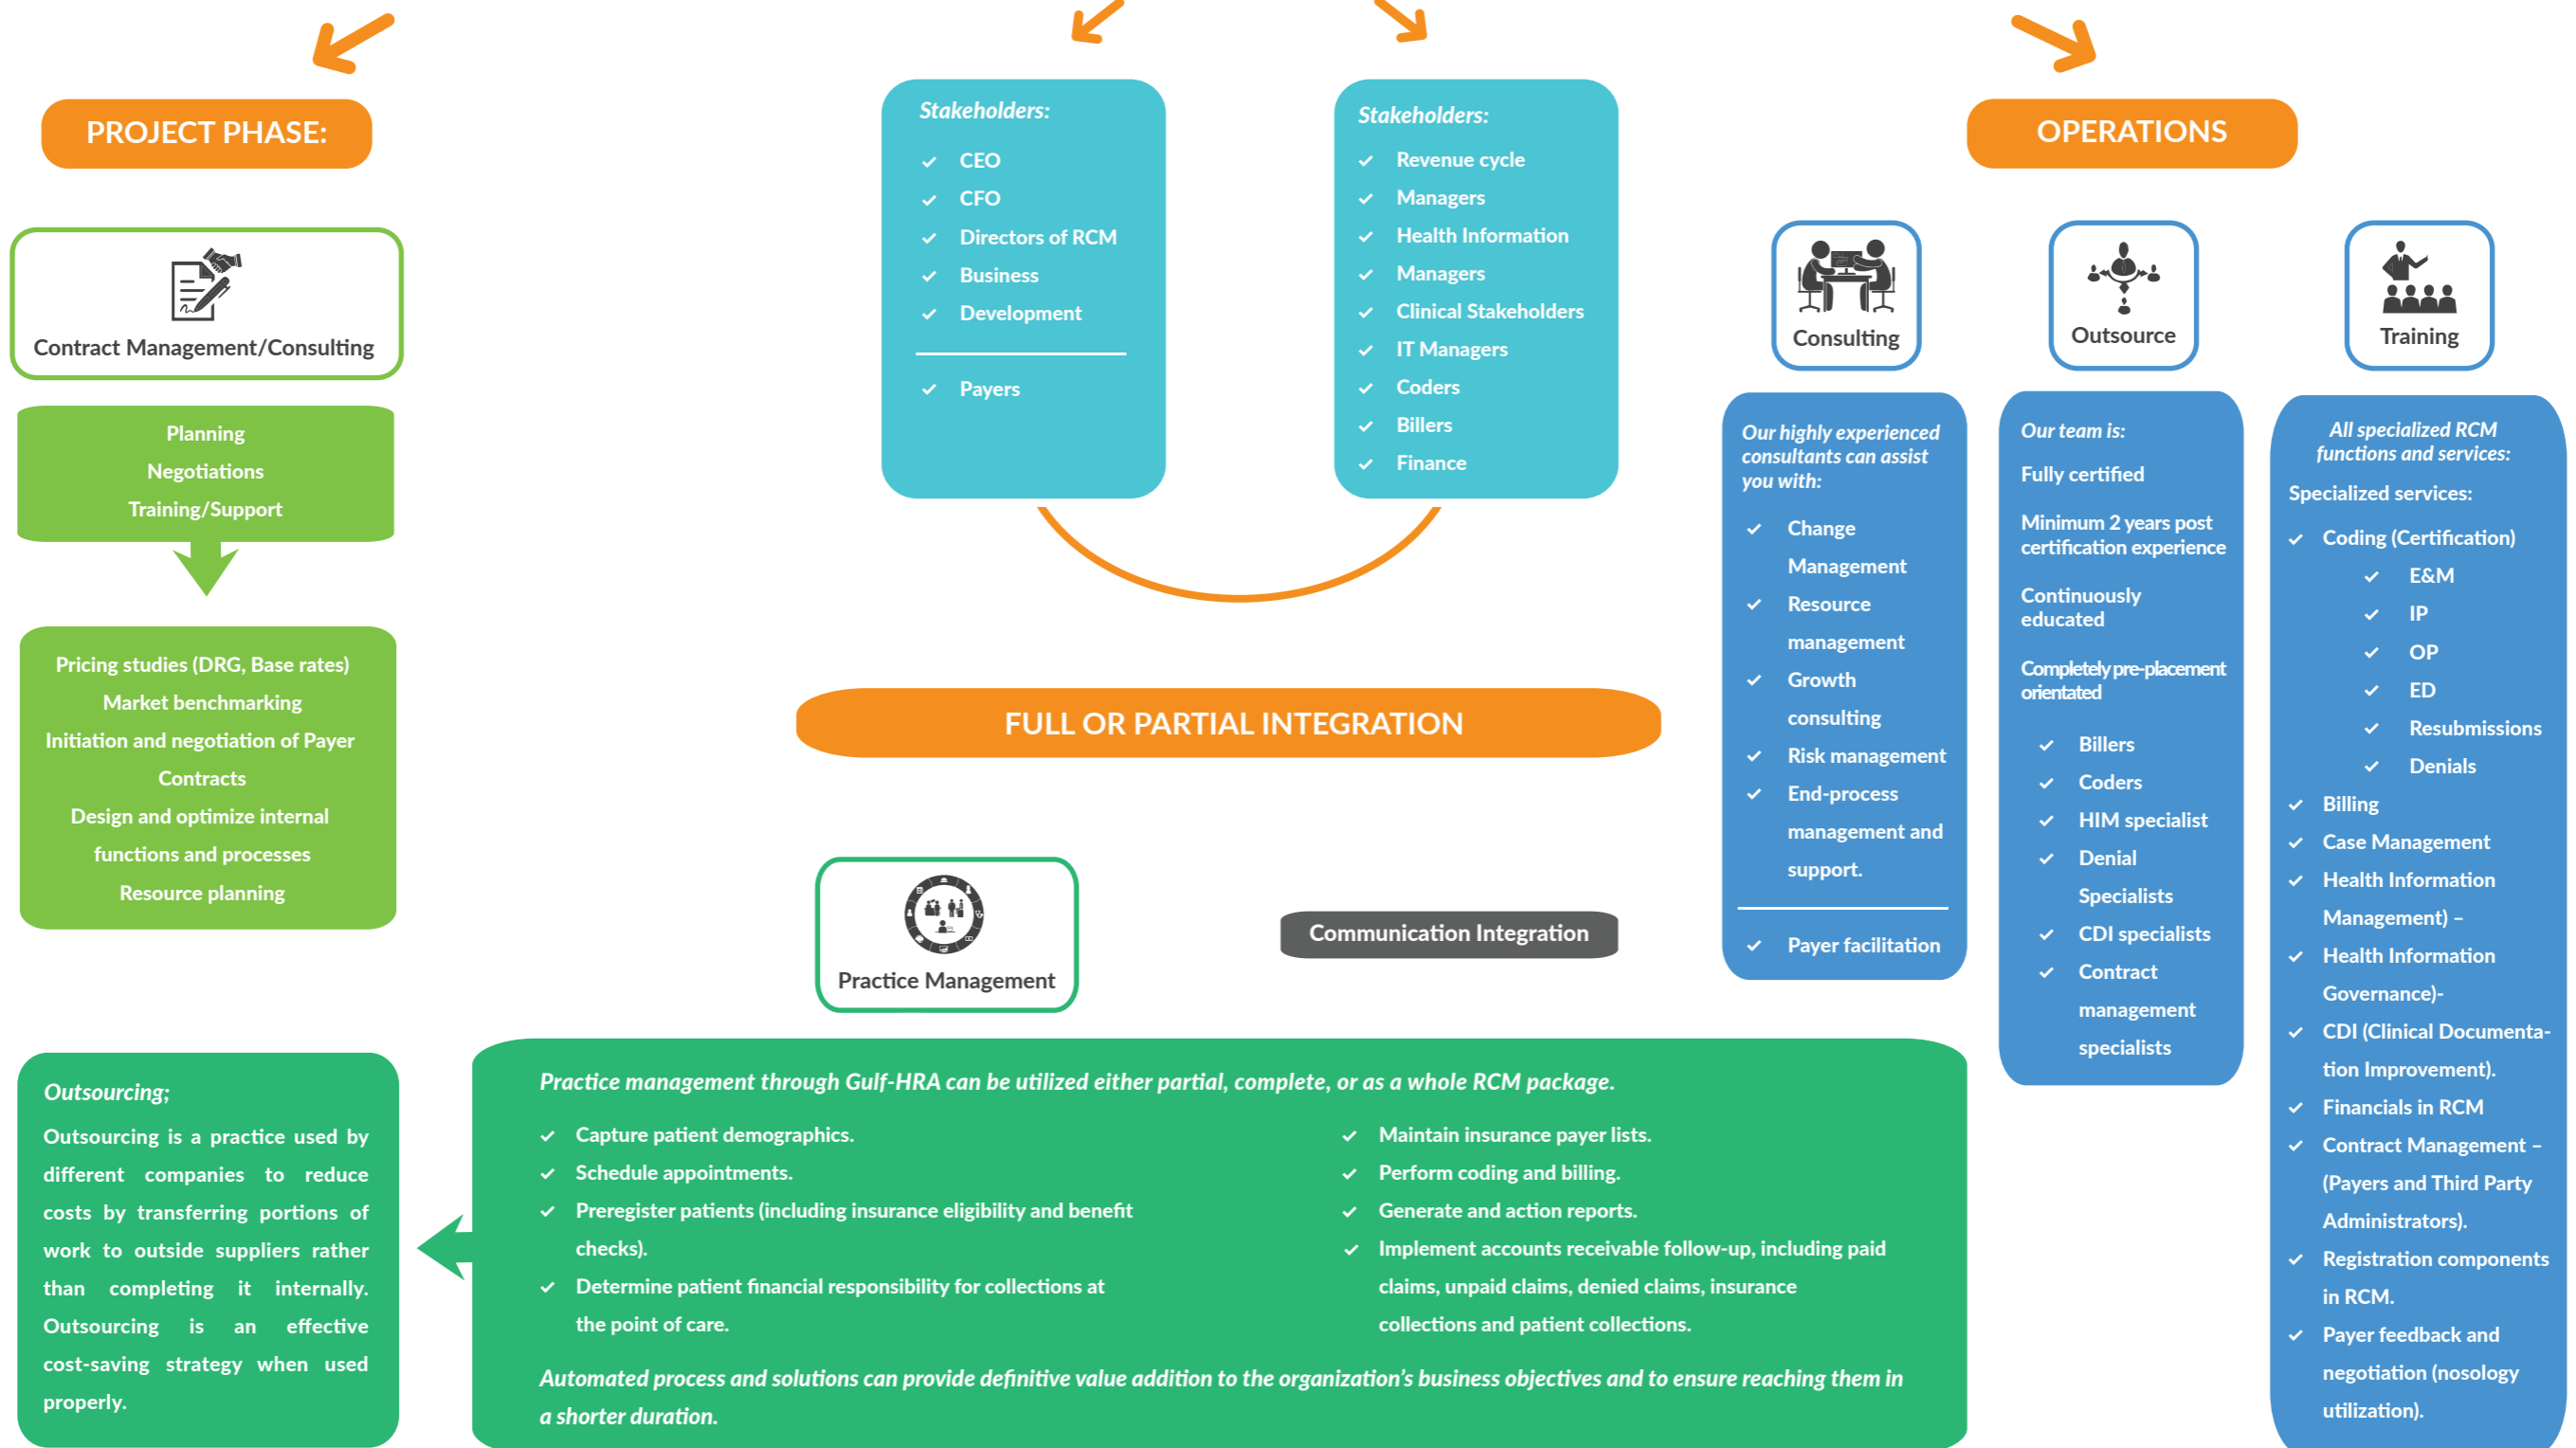 PROJECT PHASE:
Contract Management/Consulting
Planning
Negotiations
Training/Support
Pricing studies (DRG, Base rates)
Market benchmarking
Initiation and negotiation of Payer
Contracts
Design and optimize internal
functions and processes
Resource planning
Stakeholders:
CEO
CFO
Directors of RCM
Business
Development
Payers
Stakeholders:
Revenue cycle
Managers
Health Information
Managers
Clinical Stakeholders
IT Managers
Coders
Billers
Finance
FULL OR PARTIAL INTEGRATION
Practice Management
Communication Integration
OPERATIONS
Consulting
Our highly experienced
consultants can assist
you with:
Change
Management
Resource
management
Growth
consulting
Risk management
End-process
management and
support.
Payer facilitation
Outsource
Our team is:
Fully certified
Minimum 2 years post
certification experience
Continuously
educated
Completely pre-placement
orientated
Billers
Coders
HIM specialist
Denial
Specialists
CDI specialists
Contract
management
specialists
Training
All specialized RCM
functions and services:
Specialized services:
Coding (Certification)
E&M
IP
OP
ED
Resubmissions
Denials
Billing
Case Management
Health Information
Management) –
Health Information
Governance)-
CDI (Clinical Documenta-
tion Improvement).
Financials in RCM
Contract Management –
(Payers and Third Party
Administrators).
Registration components
in RCM.
Payer feedback and
negotiation (nosology
utilization).
Outsourcing;
Outsourcing is a practice used by
different companies to reduce
costs by transferring portions of
work to outside suppliers rather
than completing it internally.
Outsourcing is an effective
cost-saving strategy when used
properly.
Practice management through Gulf-HRA can be utilized either partial, complete, or as a whole RCM package.
Capture patient demographics.
Schedule appointments.
Preregister patients (including insurance eligibility and benefit
checks).
Determine patient financial responsibility for collections at
the point of care.
Maintain insurance payer lists.
Perform coding and billing.
Generate and action reports.
Implement accounts receivable follow-up, including paid
claims, unpaid claims, denied claims, insurance
collections and patient collections.
Automated process and solutions can provide definitive value addition to the organization's business objectives and to ensure reaching them in
a shorter duration.